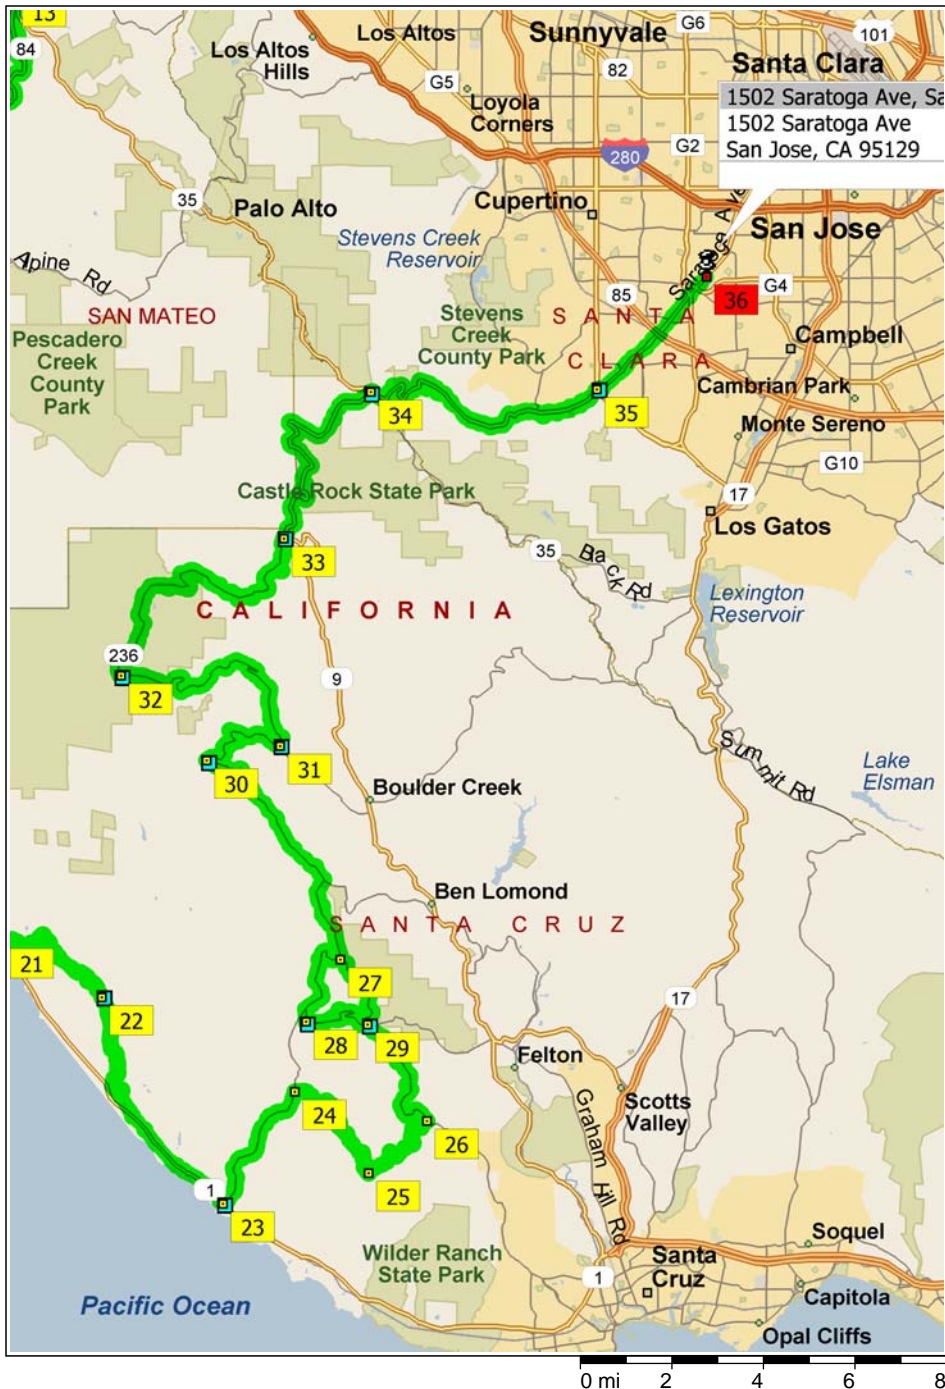 13
84
Los Altos
Hills
Los Altos
Sunnyvale
G6
101
82
Santa Clara
G5
Loyola
Corners
1502 Saratoga Ave, Sa
1502 Saratoga Ave
San Jose, CA 95129
280
G2
35
Palo Alto
Cupertino
Saratoga Ave
San Jose
Stevens Creek
Reservoir
Alpine Rd
SAN MATEO
85
G4
36
Stevens
Creek
County Park
SANTA
CLARA
Campbell
Pescadero
Creek
County
Park
34
35
Cambrian Park
Monte Sereno
G10
Castle Rock State Park
17
Los Gatos
33
35
Black Rd
CALIFORNIA
Lexington
Reservoir
236
32
9
31
30
Summit Rd
Lake
Elsman
Boulder Creek
Ben Lomond
SANTA CRUZ
21
27
22
17
28
29
Felton
24
Scotts
Valley
26
Graham Hill Rd
25
1
23
Soquel
Wilder Ranch
State Park
Santa
Cruz
1
Pacific Ocean
Capitola
Opal Cliffs
0 mi 2 4 6 8